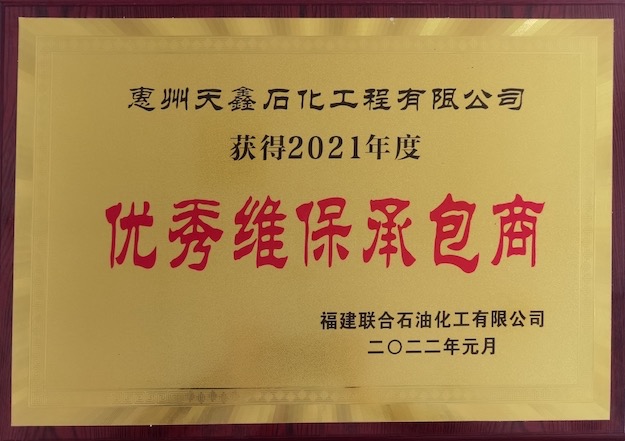 惠州天鑫石化工程有限公司
获得2021年度
优秀维保承包商
福建联合石油化工有限公司
二〇二二年元月